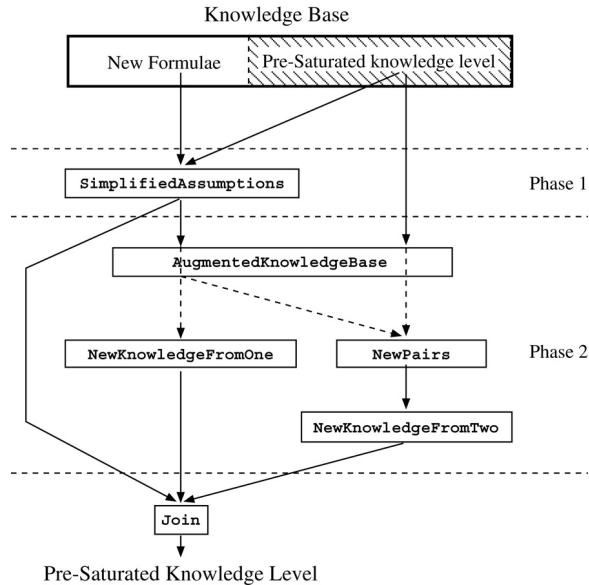 Knowledge Base
New Formulae
Pre-Saturated knowledge level
SimplifiedAssumptions
Phase 1
AugmentedKnowledgeBase
NewKnowledgeFromOne
NewPairs
Phase 2
NewKnowledgeFromTwo
Join
Pre-Saturated Knowledge Level